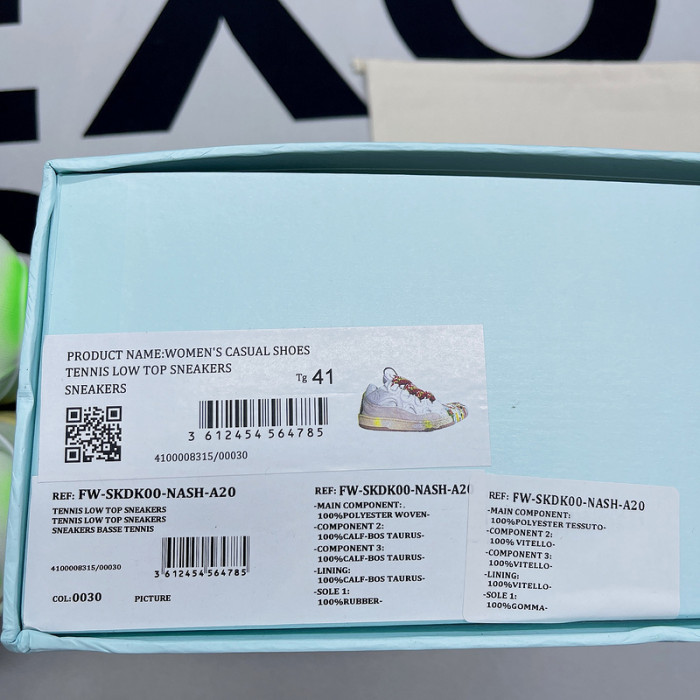 PRODUCT NAME:WOMEN'S CASUAL SHOES
TENNIS LOW TOP SNEAKERS
SNEAKERS
Tg 41
3 612454 564785
4100008315/00030
REF: FW-SKDK00-NASH-A20
TENNIS LOW TOP SNEAKERS
TENNIS LOW TOP SNEAKERS
SNEAKERS BASSE TENNIS
4100008315/00030
3 612454 564785
COL:0030
PICTURE
REF: FW-SKDK00-NASH-A20
-MAIN COMPONENT:
100%POLYESTER WOVEN-
-COMPONENT 2:
100%CALF-BOS TAURUS-
-COMPONENT 3:
100%CALF-BOS TAURUS-
-LINING:
100%CALF-BOS TAURUS-
-SOLE 1:
100%RUBBER-
REF: FW-SKDK00-NASH-A20
-MAIN COMPONENT:
100%POLYESTER TESSUTO-
-COMPONENT 2:
100% VITELLO-
-COMPONENT 3:
100%VITELLO-
-LINING:
100%VITELLO-
-SOLE 1:
100%GOMMA-